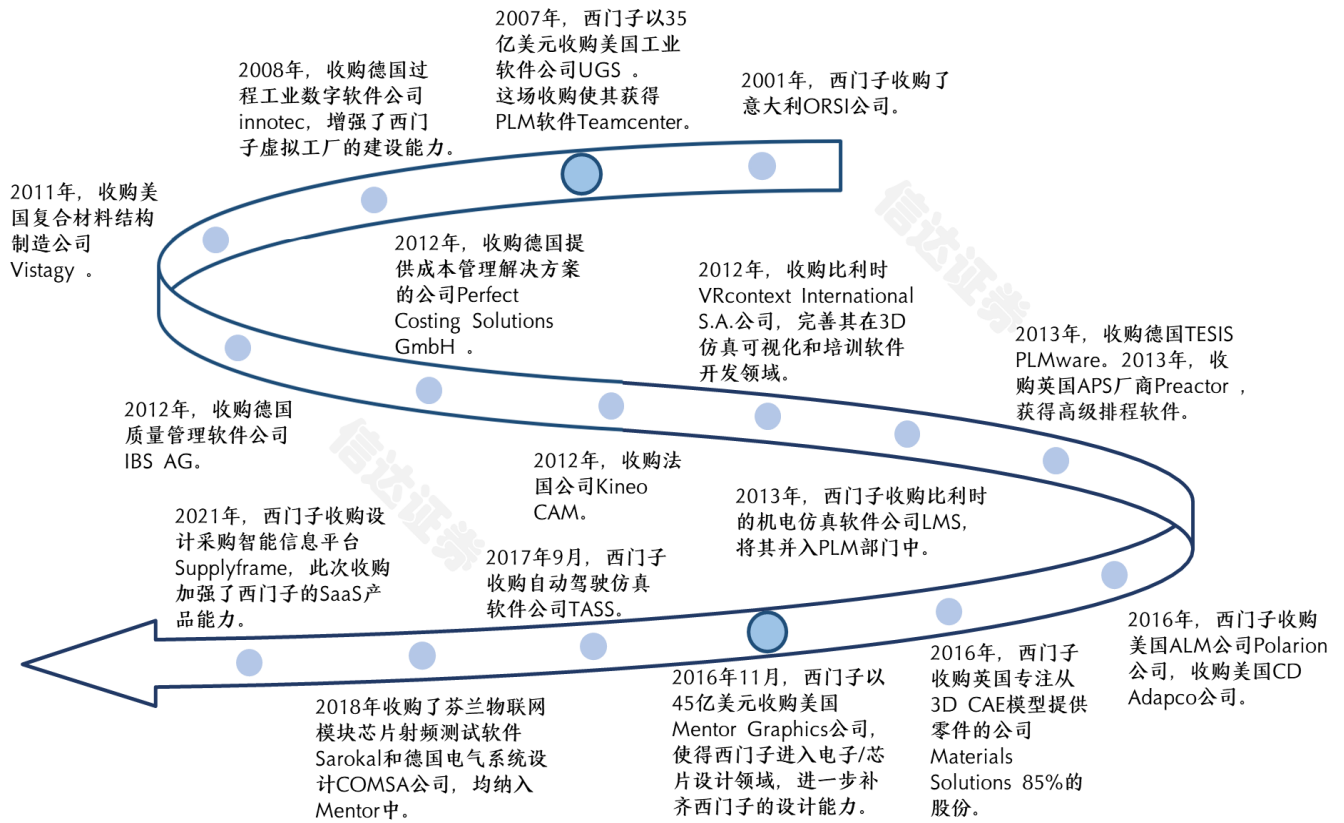 2001年，西门子收购了
意大利ORSI公司。
2007年，西门子以35
亿美元收购美国工业
软件公司UGS 。
这场收购使其获得
PLM软件Teamcenter。
2008年，收购德国过
程工业数字软件公司
innotec，增强了西门
子虚拟工厂的建设能力。
2011年，收购美
国复合材料结构
制造公司
Vistagy 。
2012年，收购德国
质量管理软件公司
IBS AG。
2012年，收购德国提
供成本管理解决方案
的公司Perfect
Costing Solutions
GmbH 。
2012年，收购法
国公司Kineo
CAM。
2012年，收购比利时
VRcontext International
S.A.公司，完善其在3D
仿真可视化和培训软件
开发领域。
2013年，西门子收购比利时
的机电仿真软件公司LMS，
将其并入PLM部门中。
2013年，收购德国TESIS
PLMware。2013年，收
购英国APS厂商Preactor ，
获得高级排程软件。
2016年，西门子收购
美国ALM公司Polarion
公司，收购美国CD
Adapco公司。
2016年，西门子
收购英国专注从
3D CAE模型提供
零件的公司
Materials
Solutions 85%的
股份。
2016年11月，西门子以
45亿美元收购美国
Mentor Graphics公司，
使得西门子进入电子/芯
片设计领域，进一步补
齐西门子的设计能力。
2017年9月，西门子
收购自动驾驶仿真
软件公司TASS。
2018年收购了芬兰物联网
模块芯片射频测试软件
Sarokal和德国电气系统设
计COMSA公司，均纳入
Mentor中。
2021年，西门子收购设
计采购智能信息平台
Supplyframe，此次收购
加强了西门子的SaaS产
品能力。
信达证券
信达证券